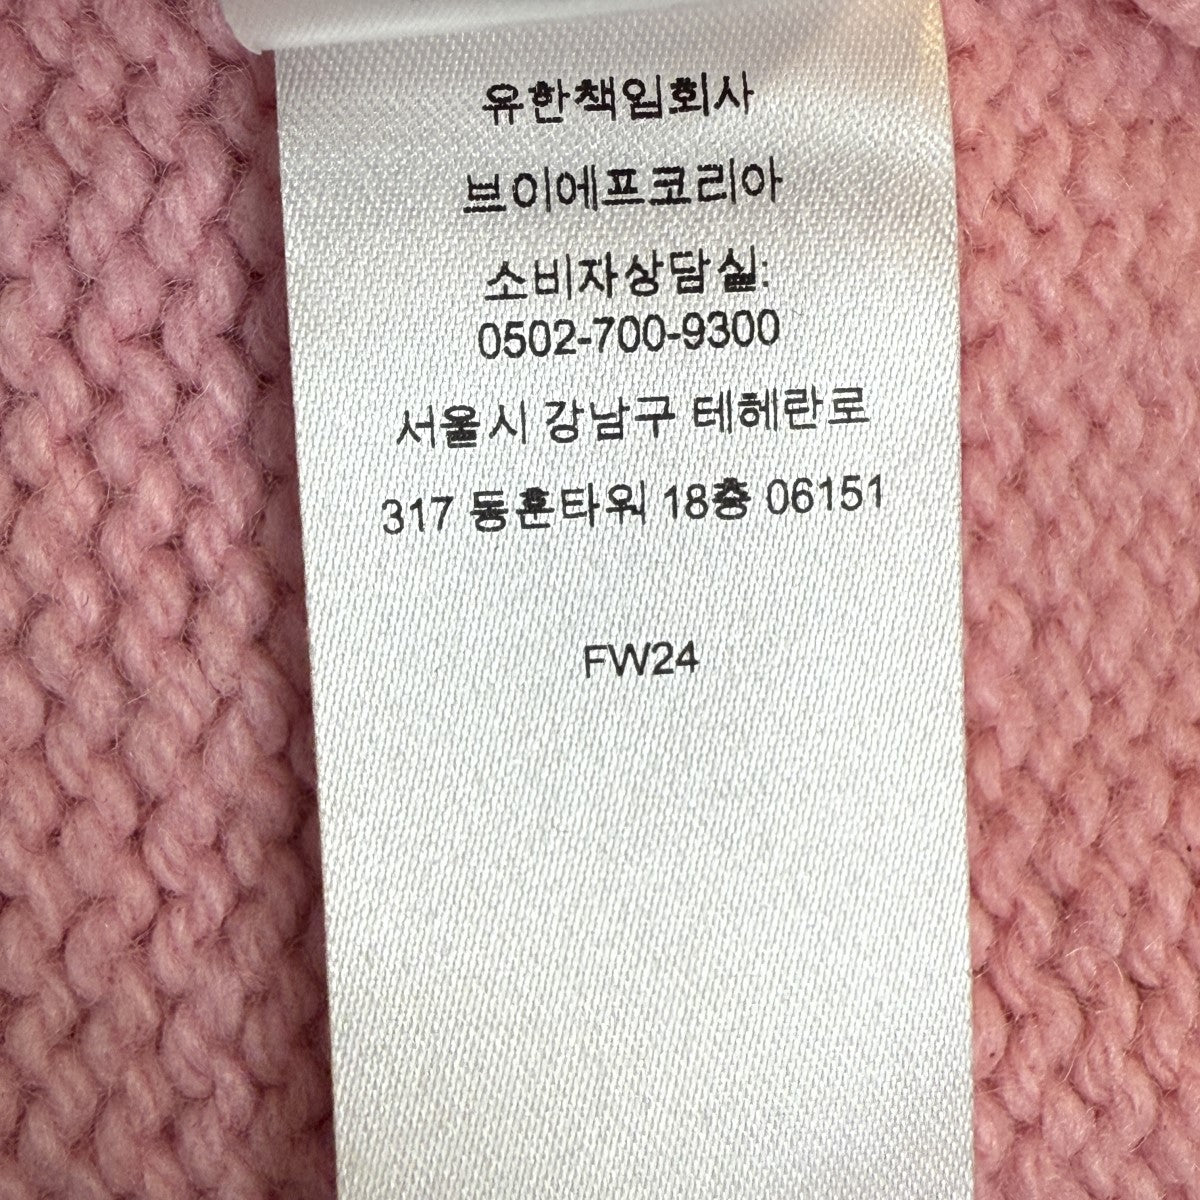 유한책임회사
브이에프코리아
소비자상담실:
0502-700-9300
서울시 강남구 테헤란로
317 동훈타워 18층 06151
FW24